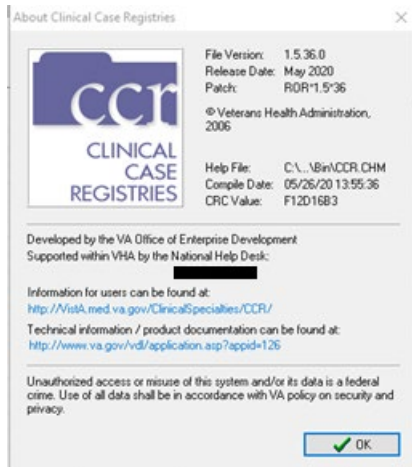 About Clinical Case Registries
ccr
CLINICAL
CASE
REGISTRIES
File Version: 1.5.36.0
Release Date: May 2020
Patch: ROR*1.5*36
© Veterans Health Administration,
2006
Help File: C:\...\Bin\CCR.CHM
Compile Date: 05/26/20 13:55:36
CRC Value: F12D16B3
Developed by the VA Office of Enterprise Development
Supported within VHA by the National Help Desk:
Information for users can be found at:
http://VistA.med.va.gov/ClinicalSpecialties/CCR/
Technical information / product documentation can be found at:
http://www.va.gov/vdl/application.asp?appid=126
Unauthorized access or misuse of this system and/or its data is a federal
crime. Use of all data shall be in accordance with VA policy on security and
privacy.
OK